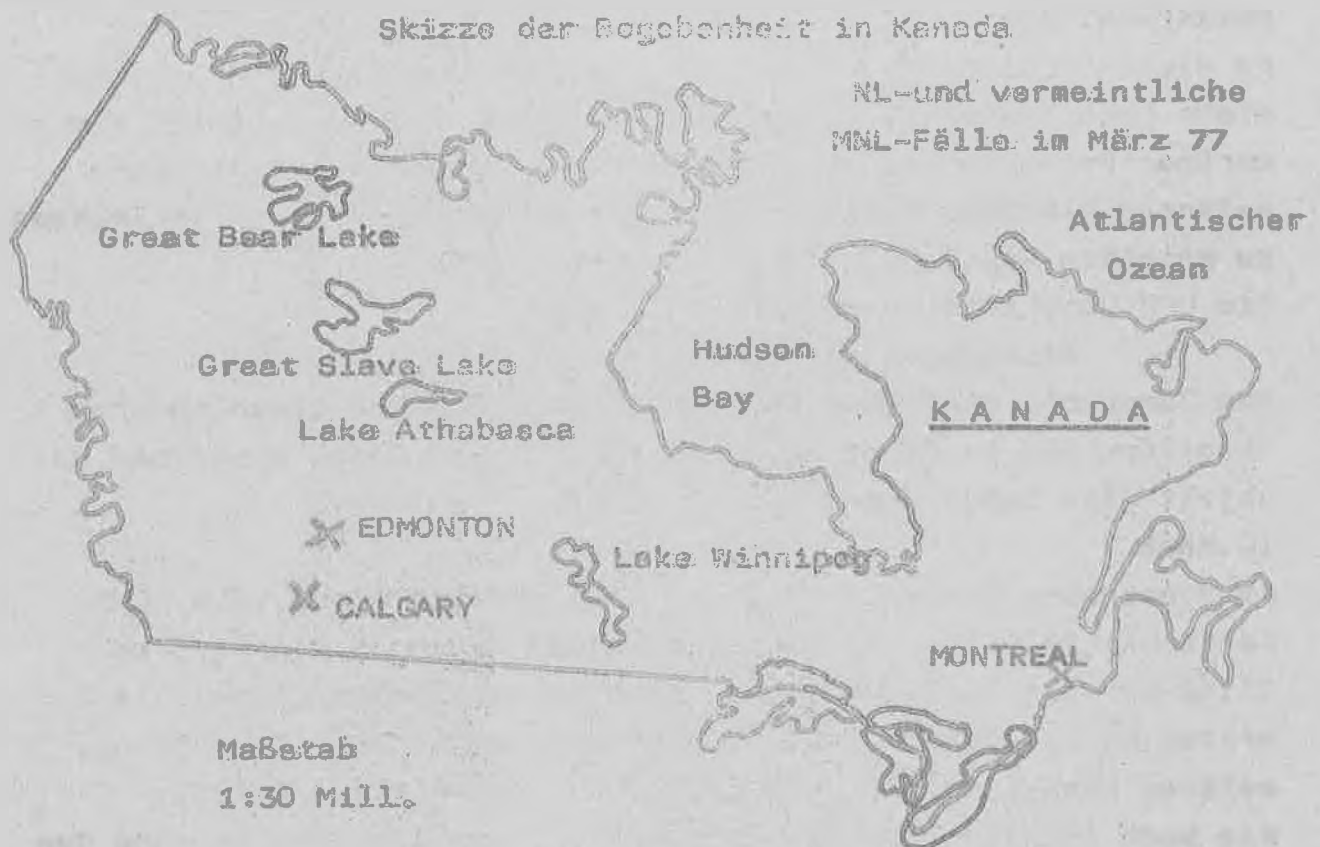 Skizze der Begebenheit in Kanada
NL-und vermeintliche
MNL-Fälle im März 77
Great Bear Lake
Atlantischer
Ozean
Great Slave Lake
Hudson
Bay
KANADA
Lake Athabasca
EDMONTON
Lake Winnipeg
CALGARY
MONTREAL
Maßstab
1:30 Mill.